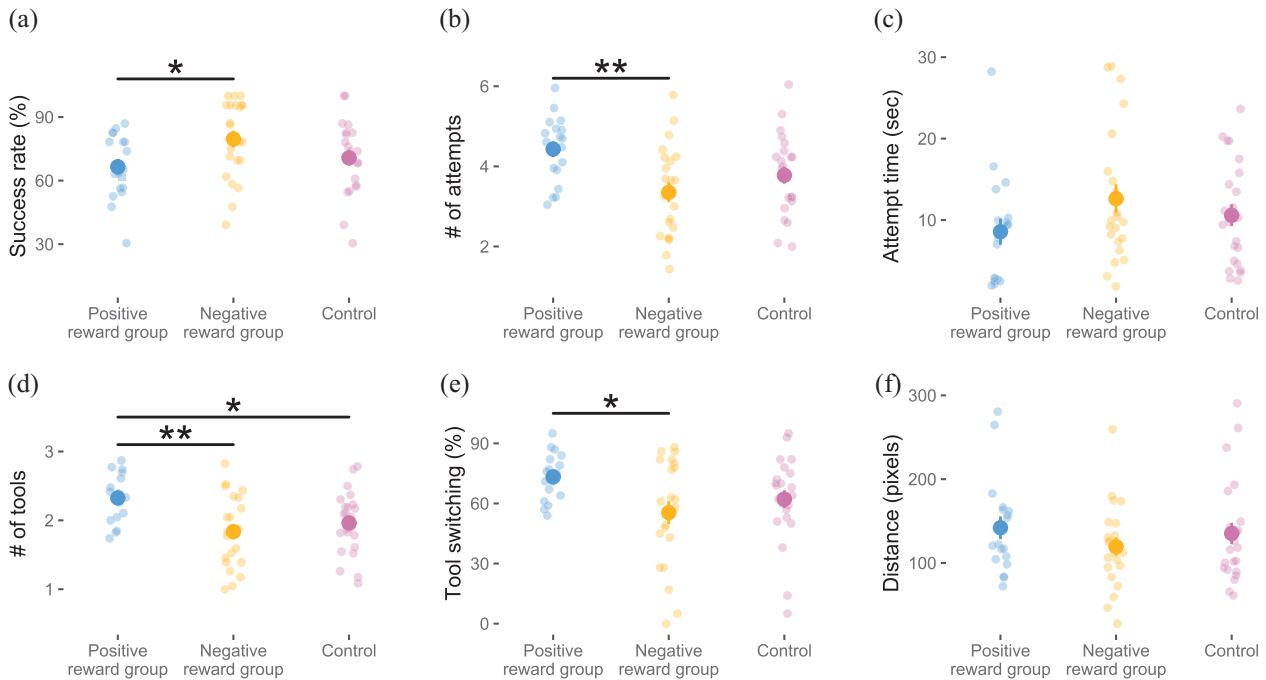 (a)
Success rate (%)
90
60
30
*
Positive
reward group
Negative
reward group
Control
(b)
# of attempts
6
4
2
**
Positive
reward group
Negative
reward group
Control
(c)
Attempt time (sec)
30
20
10
Positive
reward group
Negative
reward group
Control
(d)
# of tools
3
2
1
*
**
Positive
reward group
Negative
reward group
Control
(e)
Tool switching (%)
90
60
30
0
*
Positive
reward group
Negative
reward group
Control
(f)
Distance (pixels)
300
200
100
Positive
reward group
Negative
reward group
Control